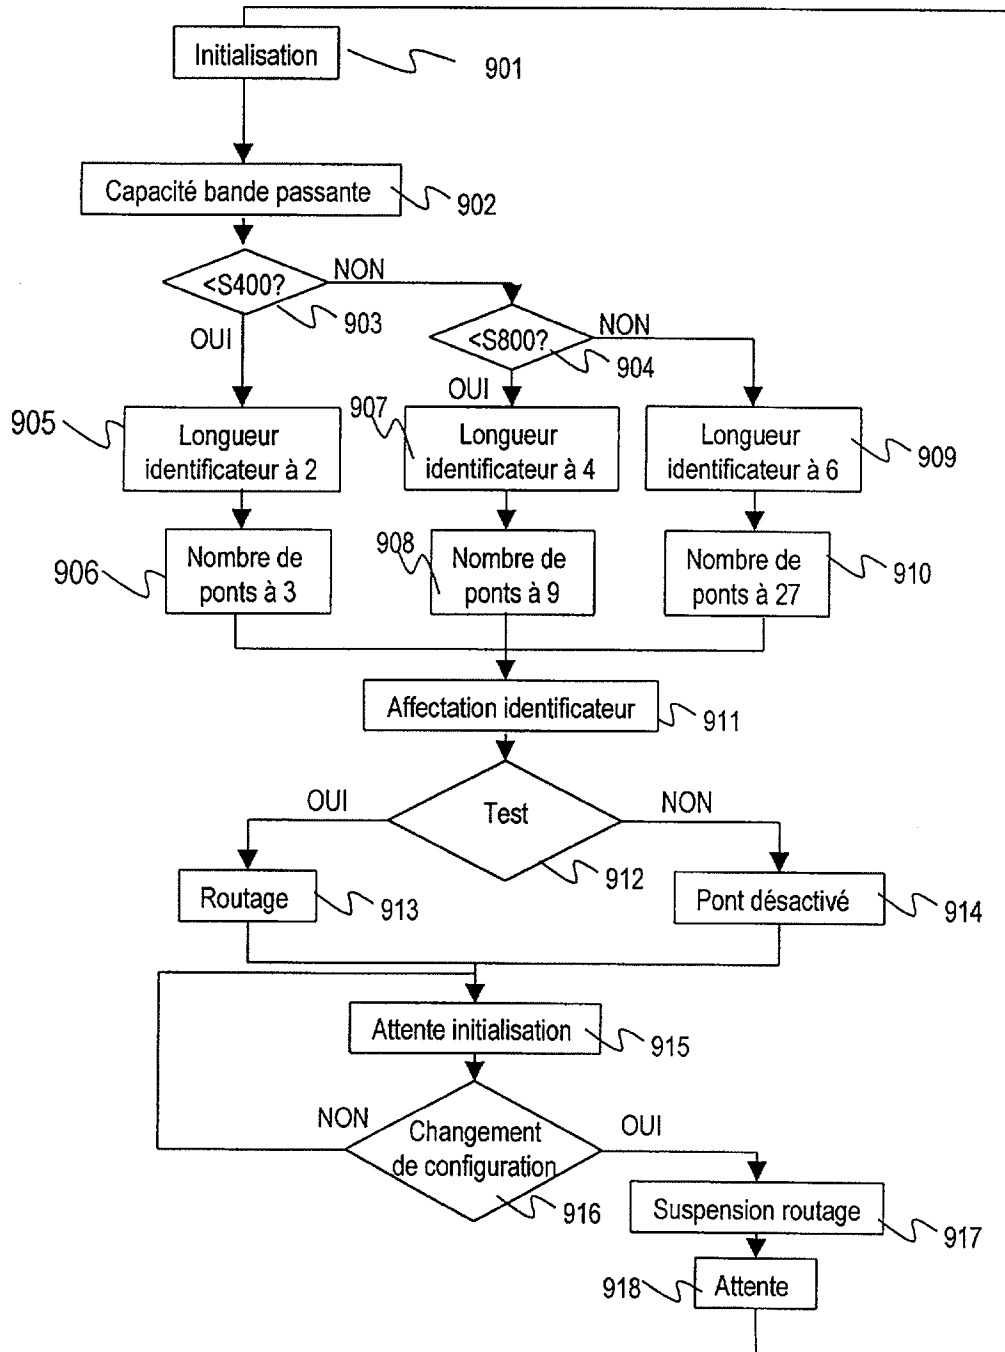 Initialisation
901
Capacité bande passante
902
<S400?
NON
903
OUI
<S800?
NON
904
OUI
905
Longueur
identificateur à 2
907
Longueur
identificateur à 4
Longueur
identificateur à 6
909
906
Nombre de
ponts à 3
908
Nombre de
ponts à 9
Nombre de
ponts à 27
910
Affectation identificateur
911
OUI
Test
NON
912
Routage
913
Pont désactivé
914
Attente initialisation
915
NON
Changement
de configuration
OUI
916
Suspension routage
917
918
Attente